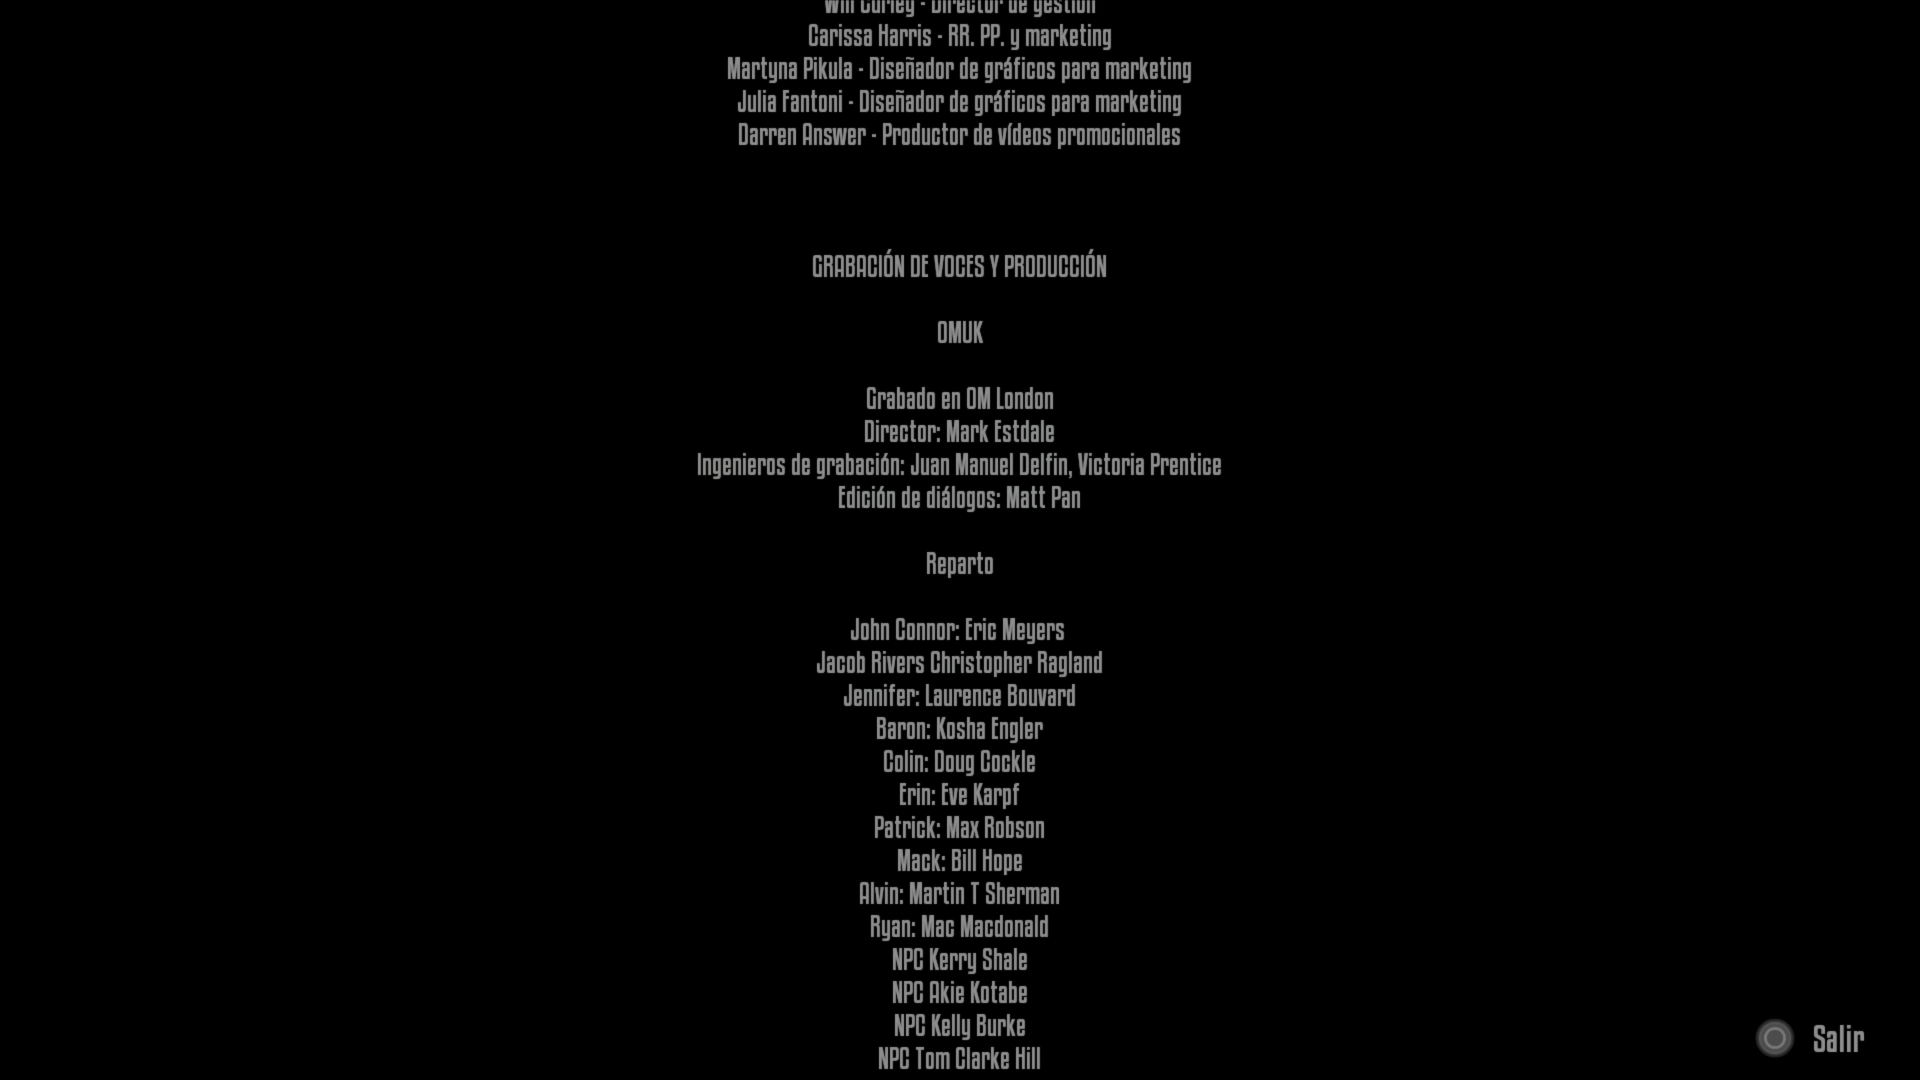 Will Curley - Director de gestión
Carissa Harris - RR. PP. y marketing
Martyna Pikula - Diseñador de gráficos para marketing
Julia Fantoni - Diseñador de gráficos para marketing
Darren Answer - Productor de vídeos promocionales
GRABACIÓN DE VOCES Y PRODUCCIÓN
OMUK
Grabado en OM London
Director: Mark Estdale
Ingenieros de grabación: Juan Manuel Delfin, Victoria Prentice
Edición de diálogos: Matt Pan
Reparto
John Connor: Eric Meyers
Jacob Rivers Christopher Ragland
Jennifer: Laurence Bouvard
Baron: Kosha Engler
Colin: Doug Cockle
Erin: Eve Karpf
Patrick: Max Robson
Mack: Bill Hope
Alvin: Martin T Sherman
Ryan: Mac Macdonald
NPC Kerry Shale
NPC Akie Kotabe
NPC Kelly Burke
NPC Tom Clarke Hill
Salir